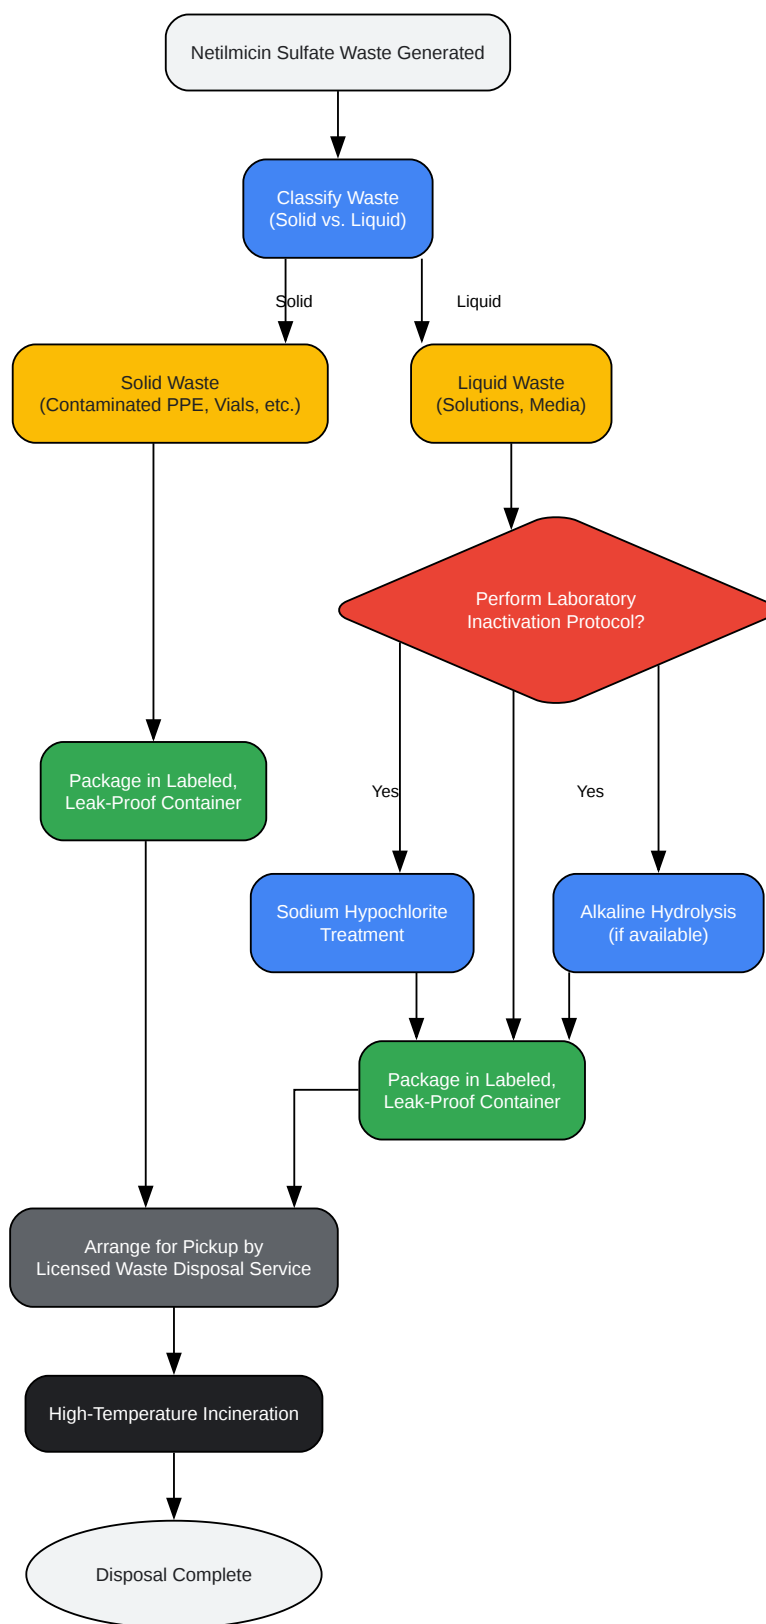 Netilmicin Sulfate Waste Generated
Classify Waste
(Solid vs. Liquid)
Solid
Liquid
Solid Waste
(Contaminated PPE, Vials, etc.)
Liquid Waste
(Solutions, Media)
Perform Laboratory
Inactivation Protocol?
Package in Labeled,
Leak-Proof Container
Yes
Yes
Sodium Hypochlorite
Treatment
Alkaline Hydrolysis
(if available)
Package in Labeled,
Leak-Proof Container
Arrange for Pickup by
Licensed Waste Disposal Service
High-Temperature Incineration
Disposal Complete